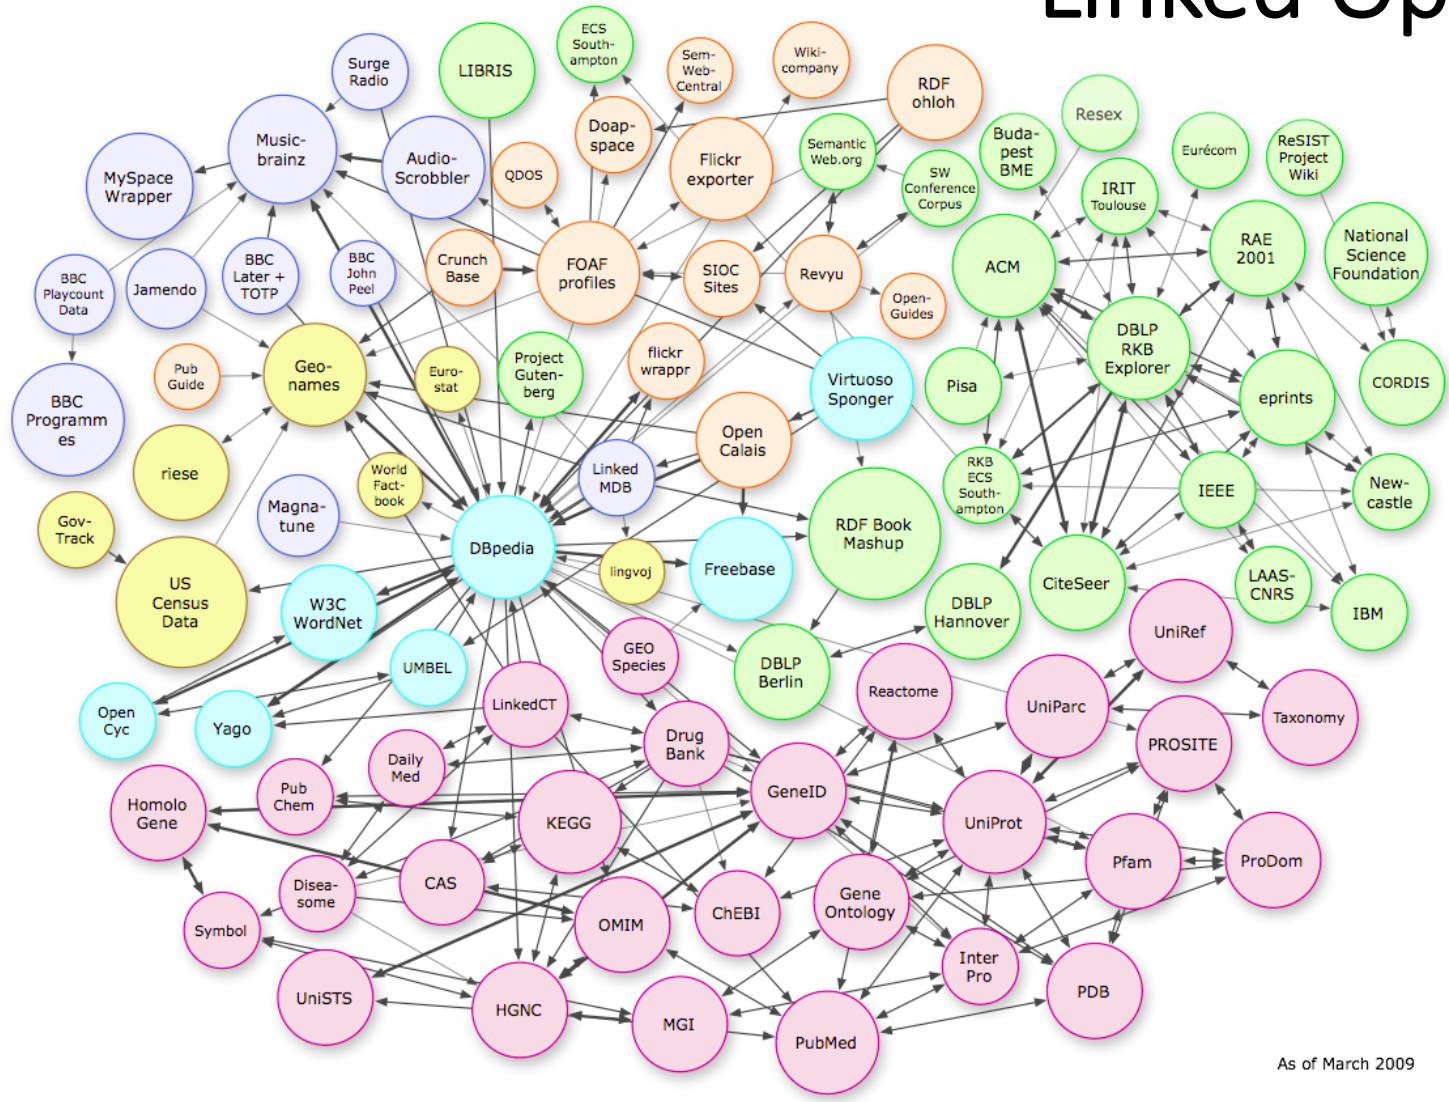 Linked Op
ECS
South-
ampton
Sem-
Web-
Central
Wiki-
company
Surge
Radio
LIBRIS
RDF
ohloh
Doap-
space
Resex
Music-
brainz
Audio-
Scrobbler
QDOS
Flickr
exporter
Semantic
Web.org
Buda-
pest
BME
Eurécom
ReSIST
Project
Wiki
MySpace
Wrapper
SW
Conference
Corpus
IRIT
Toulouse
BBC
Playcount
Data
Jamendo
BBC
Later +
TOTP
BBC
John
Peel
Crunch
Base
FOAF
profiles
SIOC
Sites
Revyu
Open-
Guides
ACM
RAE
2001
National
Science
Foundation
Pub
Guide
Geo-
names
Euro-
stat
Project
Guten-
berg
flickr
wrappr
Virtuoso
Sponger
Pisa
DBLP
RKB
Explorer
eprints
CORDIS
BBC
Programm
es
riese
World
Fact-
book
Linked
MDB
Open
Calais
RKB
ECS
South-
ampton
IEEE
New-
castle
Gov-
Track
Magna-
tune
DBpedia
lingvoj
Freebase
RDF Book
Mashup
US
Census
Data
W3C
WordNet
DBLP
Hannover
CiteSeer
LAAS-
CNRS
IBM
UMBEL
GEO
Species
DBLP
Berlin
UniRef
Open
Cyc
Yago
LinkedCT
Reactome
UniParc
Taxonomy
Daily
Med
Drug
Bank
PROSITE
Homolo
Gene
Pub
Chem
KEGG
GeneID
UniProt
Pfam
ProDom
Disea-
some
CAS
OMIM
ChEBI
Gene
Ontology
Symbol
Inter
Pro
PDB
UniSTS
HGNC
MGI
PubMed
As of March 2009